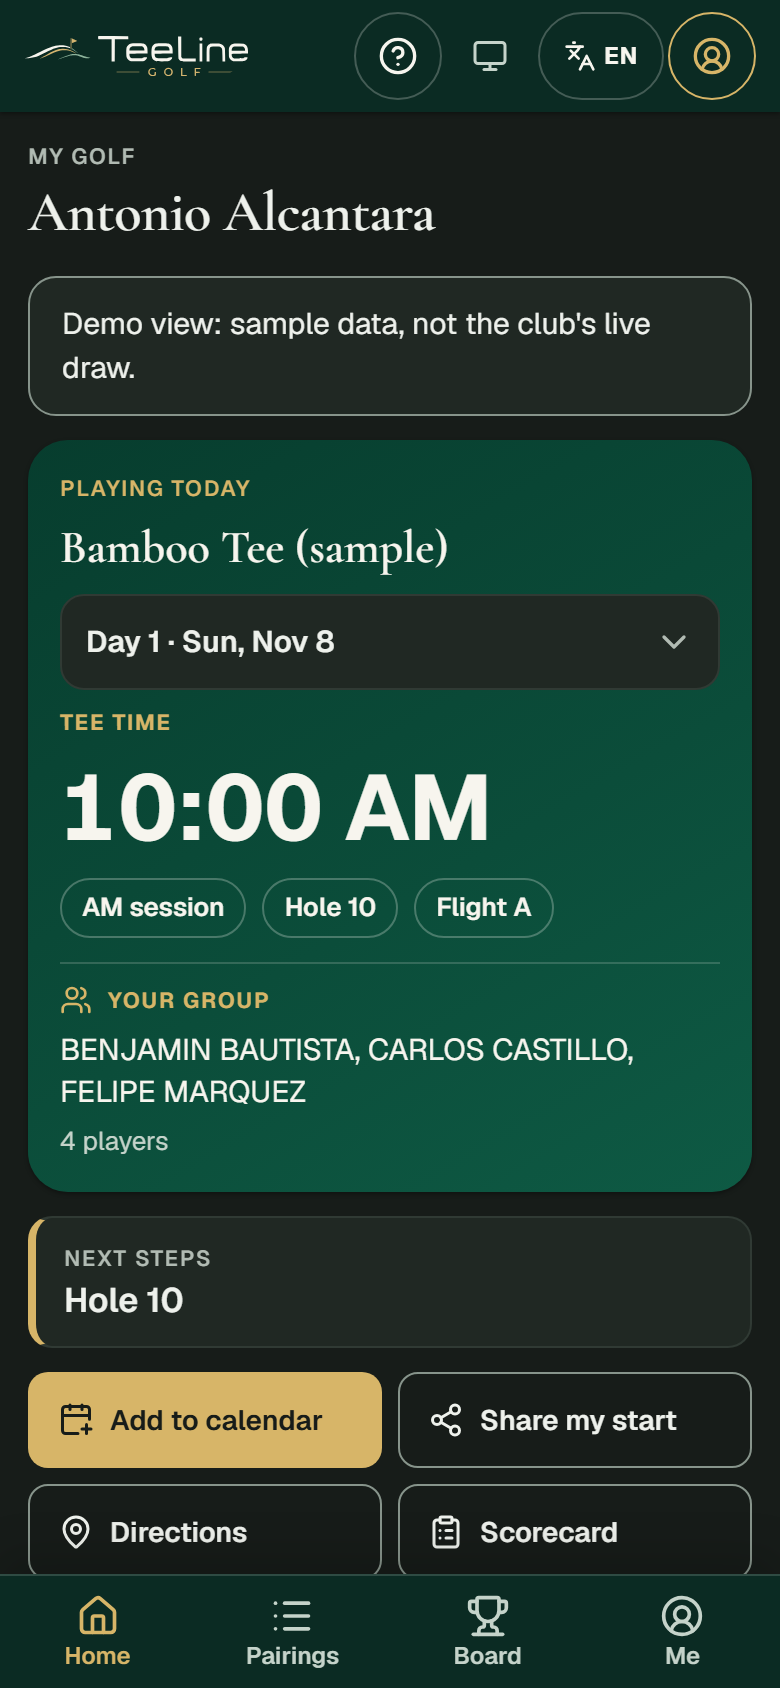 TeeLine
GOLF
EN
MY GOLF
Antonio Alcantara
Demo view: sample data, not the club's live
draw.
PLAYING TODAY
Bamboo Tee (sample)
Day 1 · Sun, Nov 8
TEE TIME
10:00 AM
AM session
Hole 10
Flight A
YOUR GROUP
BENJAMIN BAUTISTA, CARLOS CASTILLO,
FELIPE MARQUEZ
4 players
NEXT STEPS
Hole 10
Add to calendar
Share my start
Directions
Scorecard
Home
Pairings
Board
Me